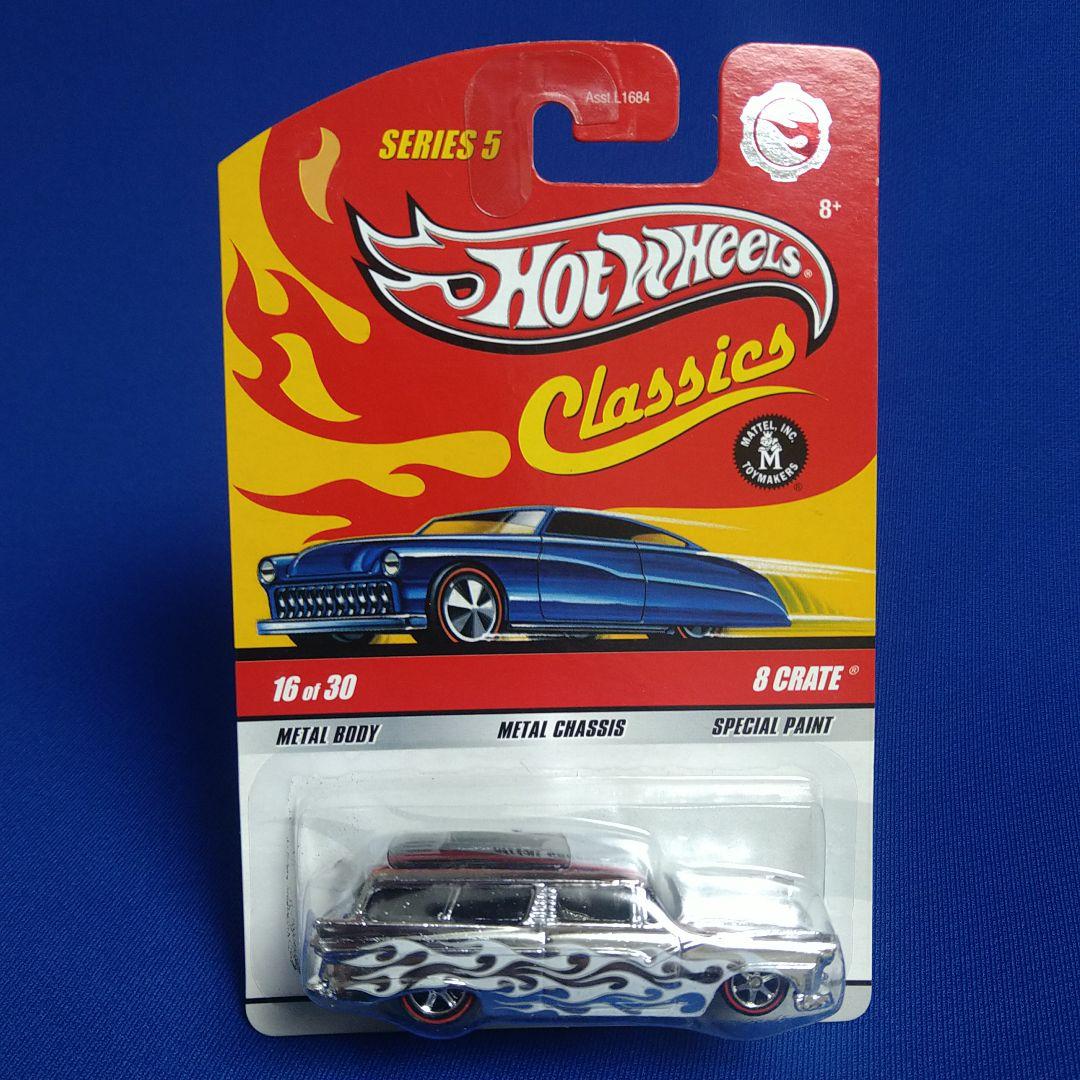 Asst.L1684
SERIES 5
8+
Hot Wheels®
Classics
MATTEL, INC.
M
TOYMAKERS
®
16 of 30
8 CRATE®
METAL BODY
METAL CHASSIS
SPECIAL PAINT